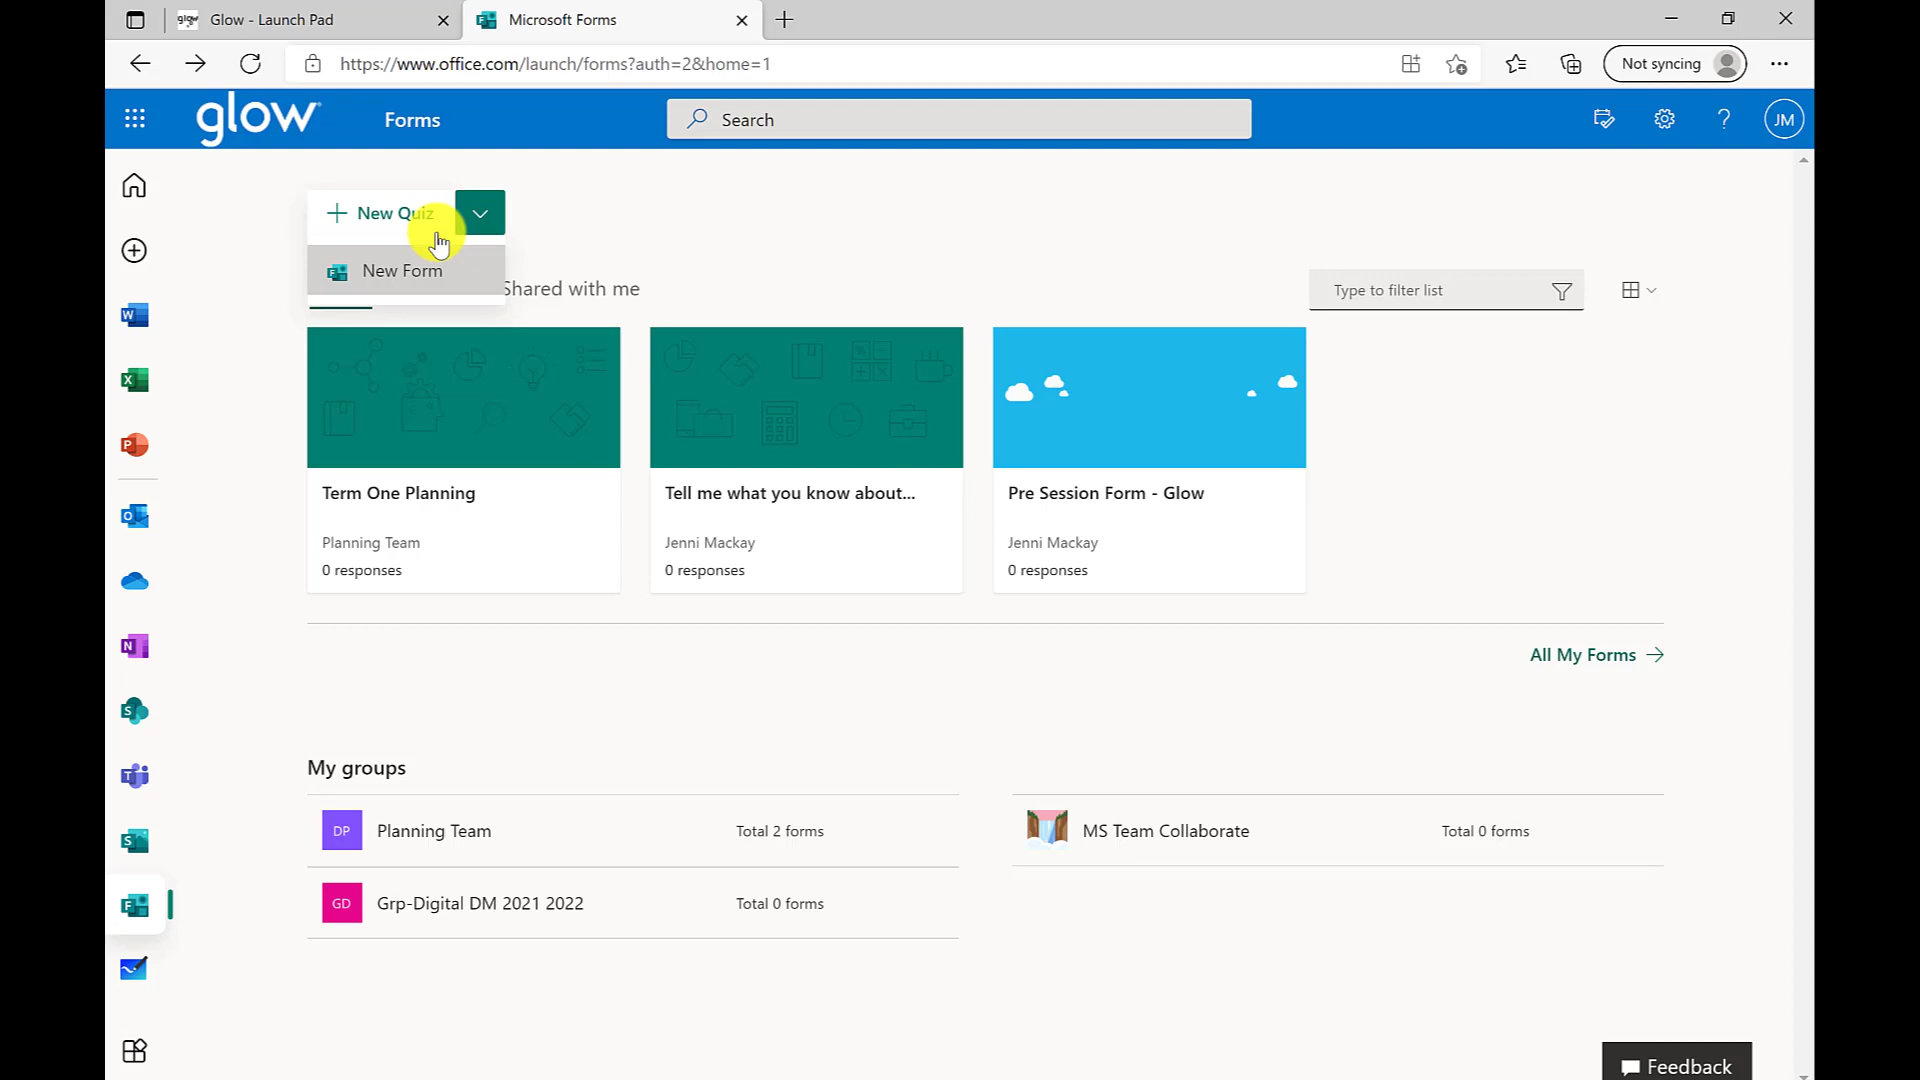 glow Glow - Launch Pad
Microsoft Forms
https://www.office.com/launch/forms?auth=2&home=1
Not syncing
glow
Forms
Search
JM
New Quiz
New Form
Shared with me
Type to filter list
Term One Planning
Planning Team
0 responses
Tell me what you know about...
Jenni Mackay
0 responses
Pre Session Form - Glow
Jenni Mackay
0 responses
All My Forms
My groups
DP Planning Team Total 2 forms
MS Team Collaborate Total 0 forms
GD Grp-Digital DM 2021 2022 Total 0 forms
W
X
P
O
N
S
T
S
F
Feedback